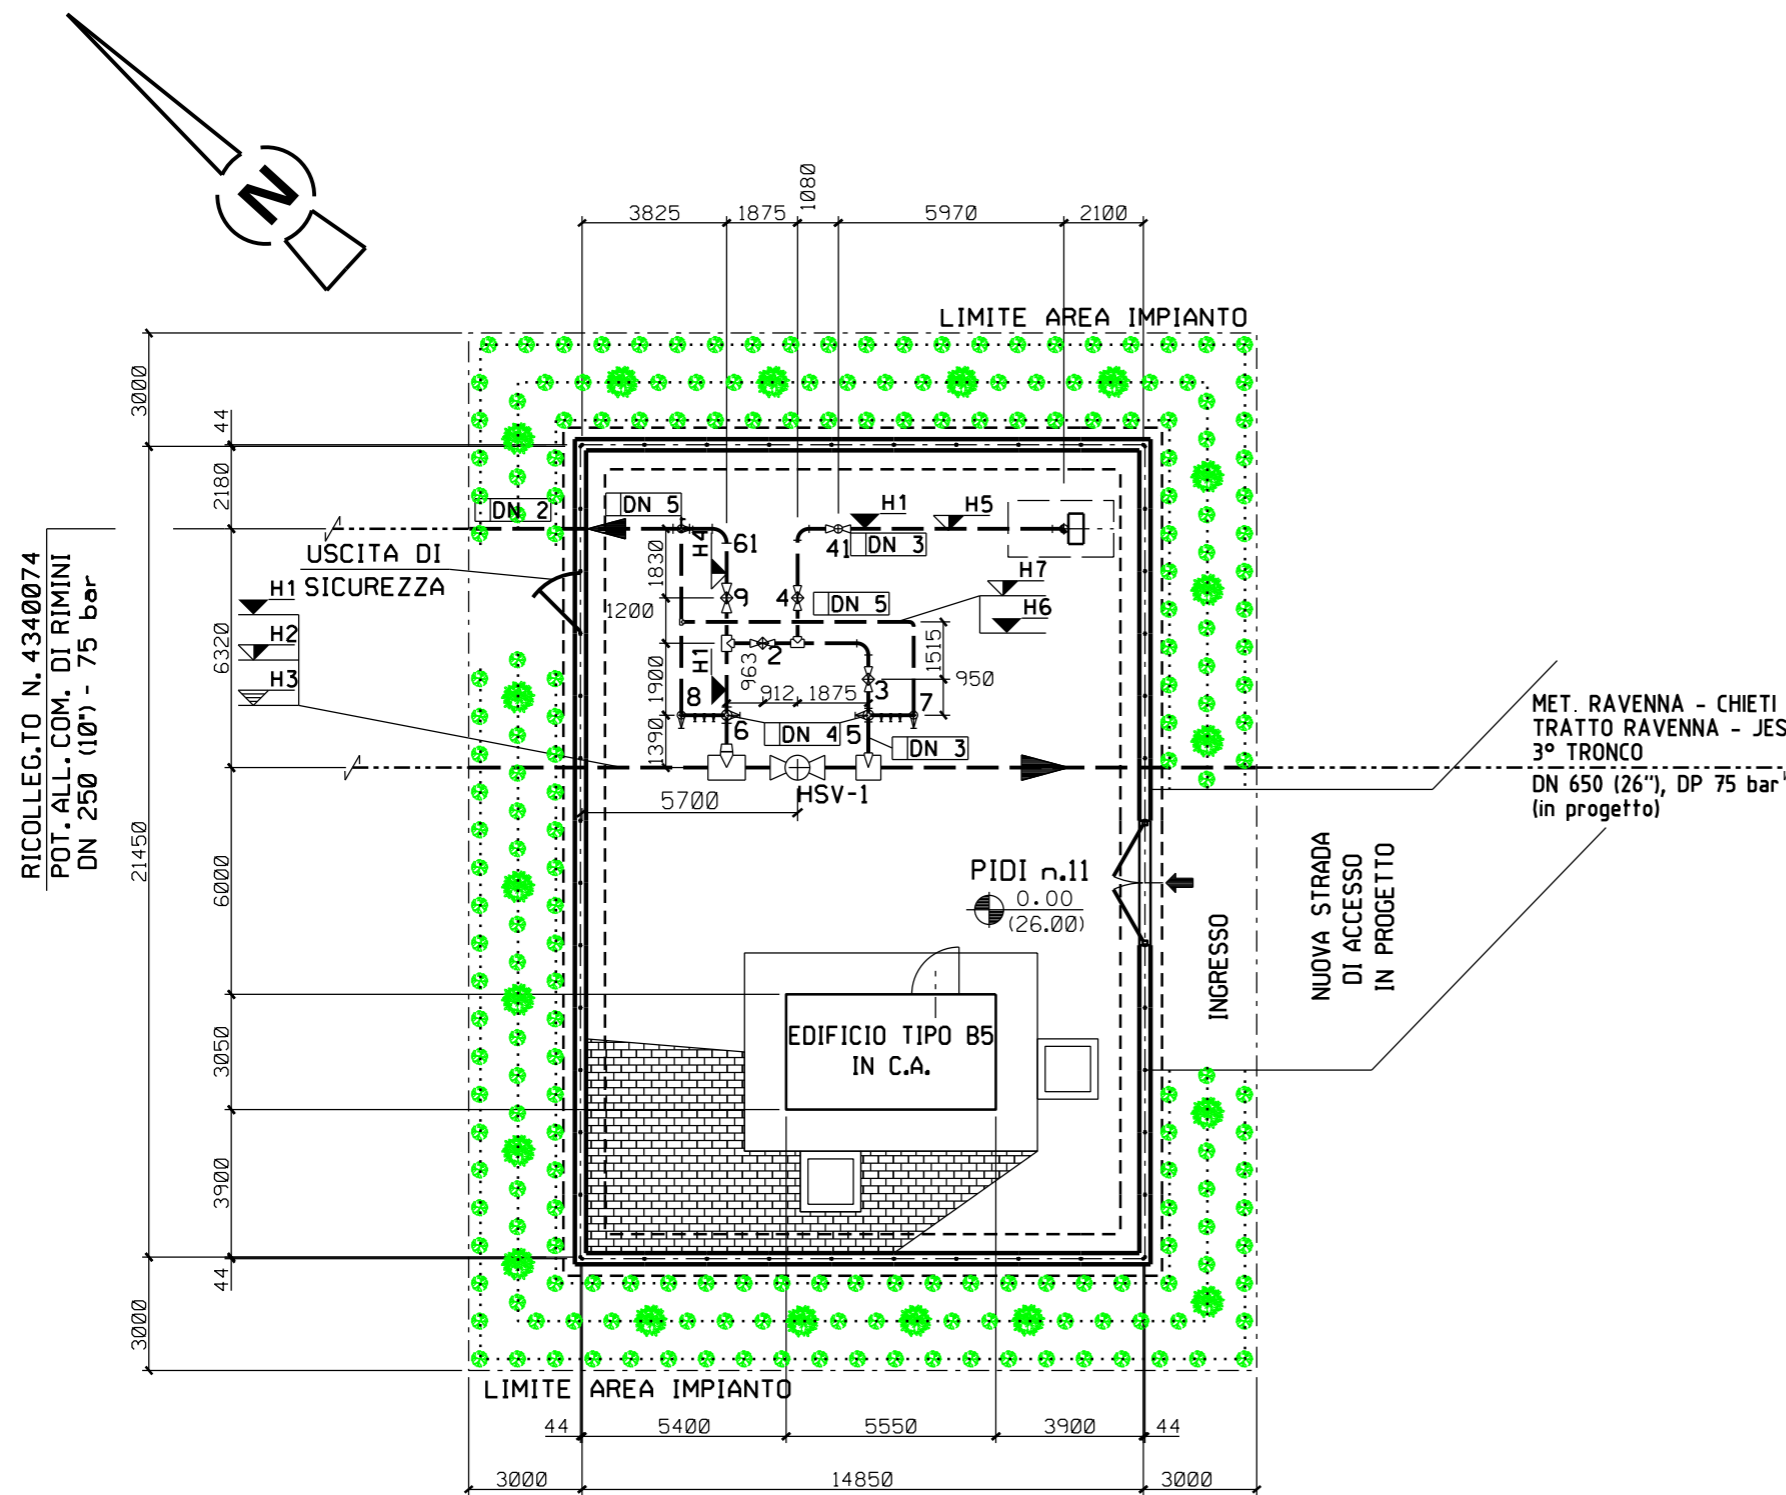 N
3825
1875
1080
5970
2100
LIMITE AREA IMPIANTO
3000
44
2180
6320
21450
6000
3050
3900
44
3000
RICOLLEG.TO N. 4340074
POT. ALL. COM. DI RIMINI
DN 250 (10") - 75 bar
DN 2
DN 5
USCITA DI
SICUREZZA
H1
H2
H3
H4
61
H1
H5
41
DN 3
1830
9
4
DN 5
H7
H6
1200
2
1515
1900
H1
963
912
1875
3
950
8
7
6
DN 4
5
DN 3
1390
HSV-1
5700
MET. RAVENNA - CHIETI
TRATTO RAVENNA - JES
3° TRONCO
DN 650 (26"), DP 75 bar
(in progetto)
PIDI n.11
0.00
(26.00)
INGRESSO
NUOVA STRADA
DI ACCESSO
IN PROGETTO
EDIFICIO TIPO B5
IN C.A.
LIMITE AREA IMPIANTO
44
5400
5550
3900
44
3000
14850
3000